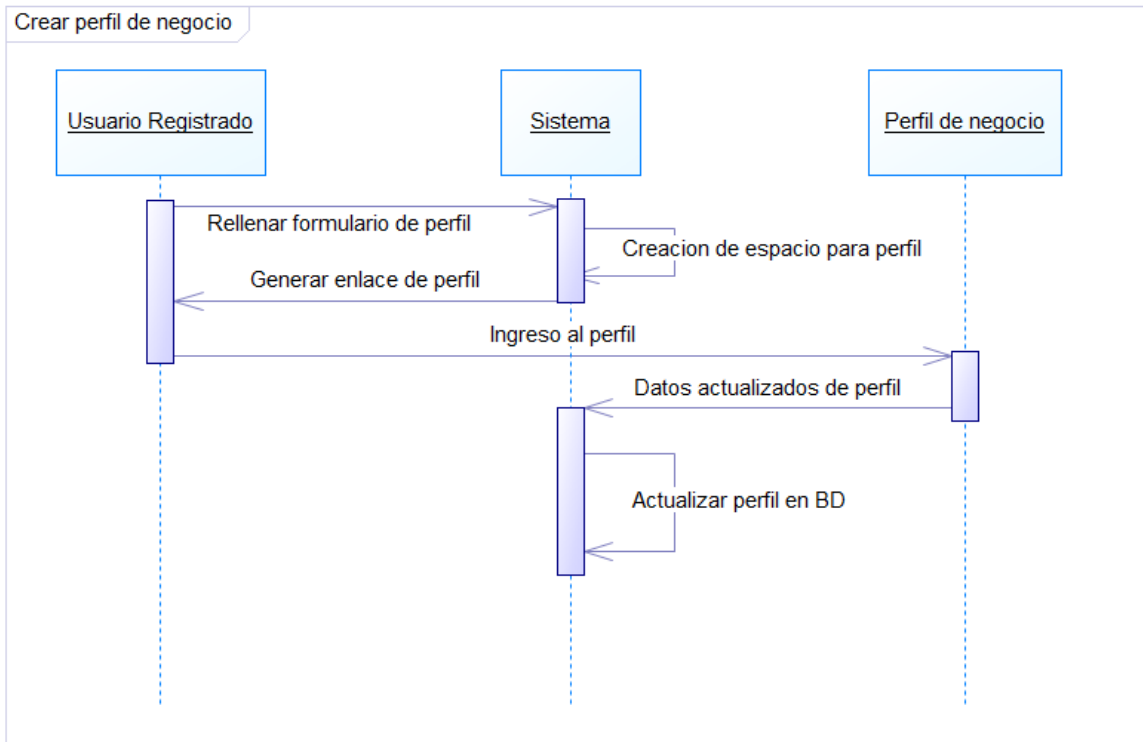 Crear perfil de negocio
Usuario Registrado
Sistema
Perfil de negocio
Rellenar formulario de perfil
Creacion de espacio para perfil
Generar enlace de perfil
Ingreso al perfil
Datos actualizados de perfil
Actualizar perfil en BD